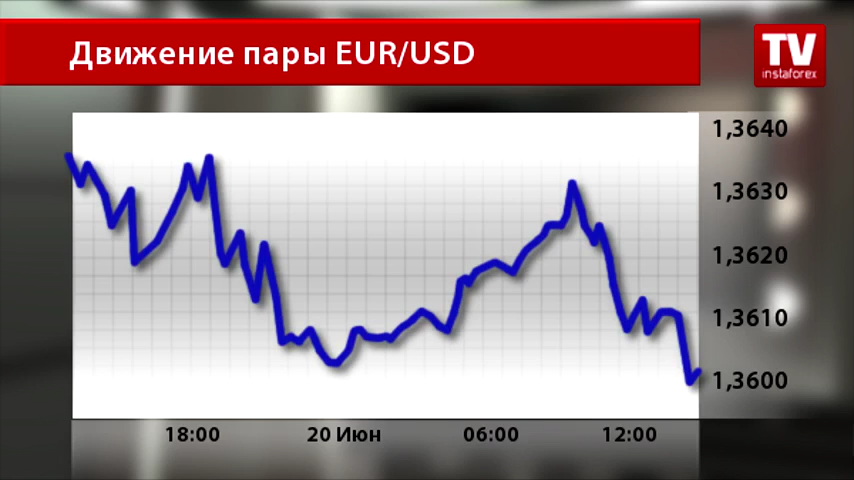 Движение пары EUR/USD
TV
instaforex
1,3640
1,3630
1,3620
1,3610
1,3600
18:00
20 Июн
06:00
12:00